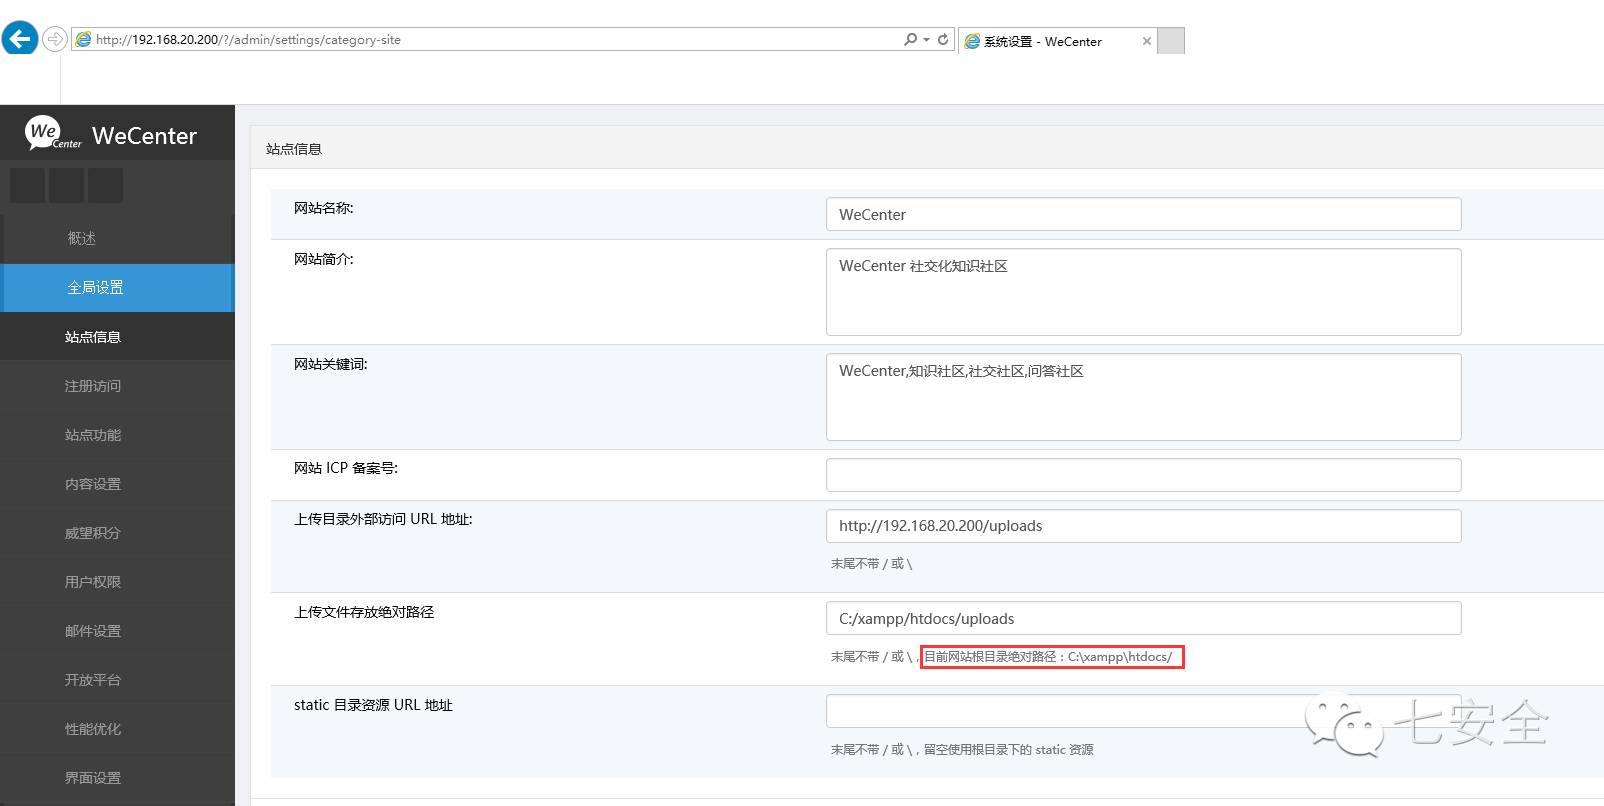 http://192.168.20.200/?/admin/settings/category-site
系统设置 - WeCenter
We Center WeCenter
概述
全局设置
站点信息
注册访问
站点功能
内容设置
威望积分
用户权限
邮件设置
开放平台
性能优化
界面设置
站点信息
网站名称:
WeCenter
网站简介:
WeCenter 社交化知识社区
网站关键词:
WeCenter,知识社区,社交社区,问答社区
网站 ICP 备案号:
上传目录外部访问 URL 地址:
http://192.168.20.200/uploads
末尾不带 / 或 \
上传文件存放绝对路径
C:/xampp/htdocs/uploads
末尾不带 / 或 \ , 目前网站根目录绝对路径：C:\xampp\htdocs/
static 目录资源 URL 地址
末尾不带 / 或 \ , 留空使用根目录下的 static 资源
七安全